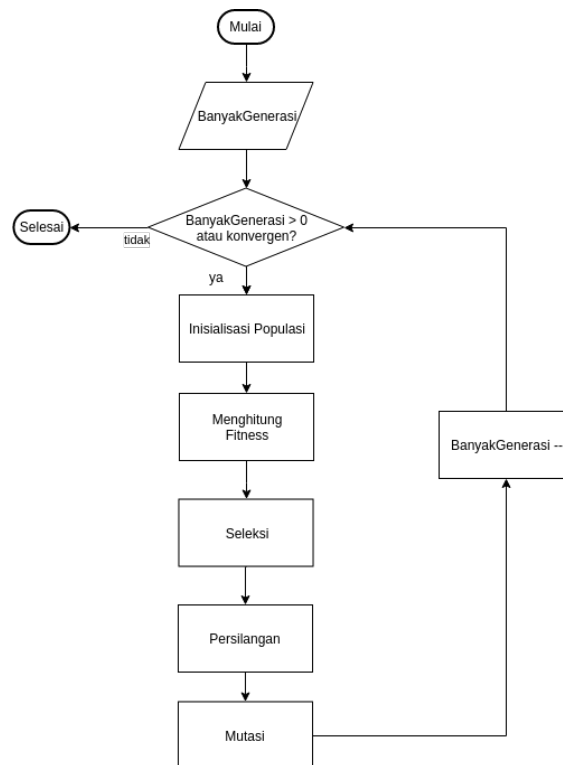 Mulai
BanyakGenerasi
BanyakGenerasi > 0
atau konvergen?
Selesai
tidak
ya
Inisialisasi Populasi
Menghitung
Fitness
BanyakGenerasi --
Seleksi
Persilangan
Mutasi